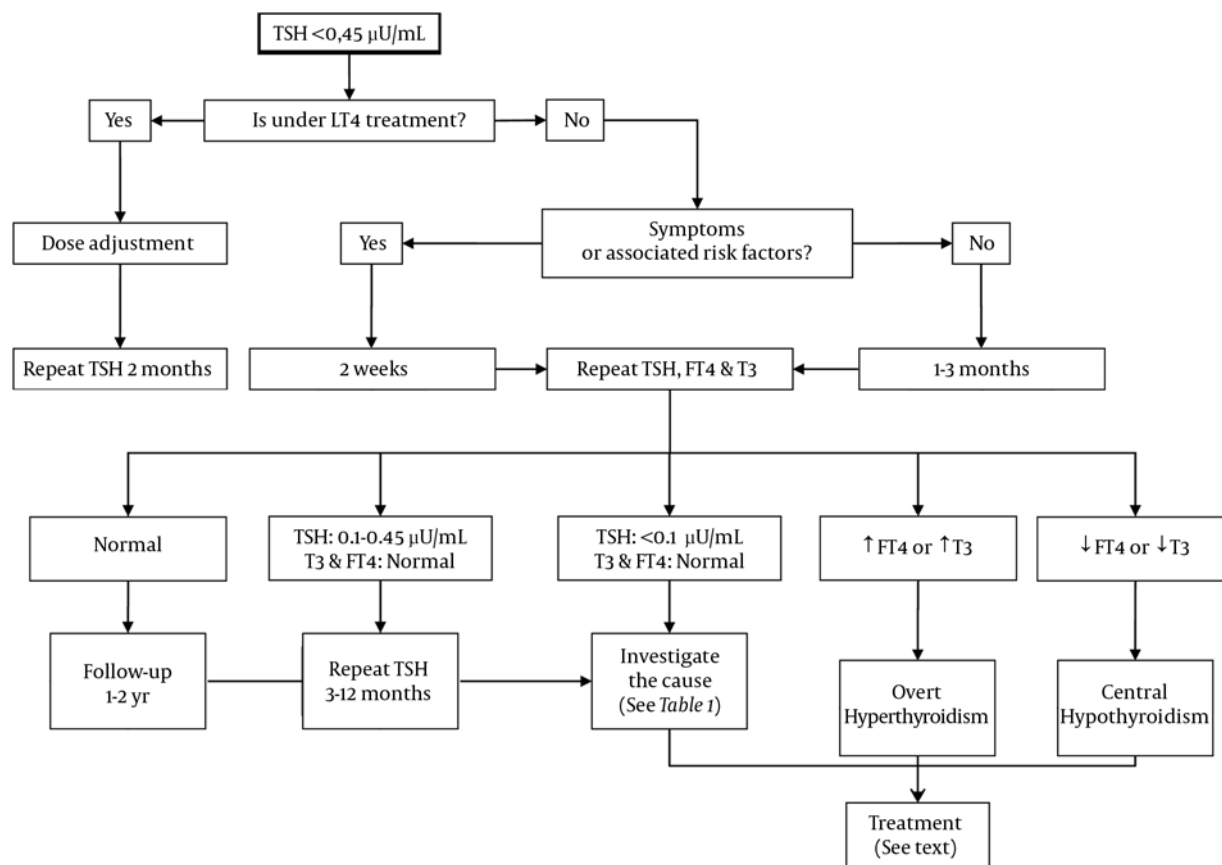 TSH <0,45 µU/mL
Yes
Is under LT4 treatment?
No
Dose adjustment
Yes
Symptoms
or associated risk factors?
No
Repeat TSH 2 months
2 weeks
Repeat TSH, FT4 & T3
1-3 months
Normal
TSH: 0.1-0.45 µU/mL
T3 & FT4: Normal
TSH: <0.1 µU/mL
T3 & FT4: Normal
↑FT4 or ↑T3
↓FT4 or ↓T3
Follow-up
1-2 yr
Repeat TSH
3-12 months
Investigate
the cause
(See Table 1)
Overt
Hyperthyroidism
Central
Hypothyroidism
Treatment
(See text)